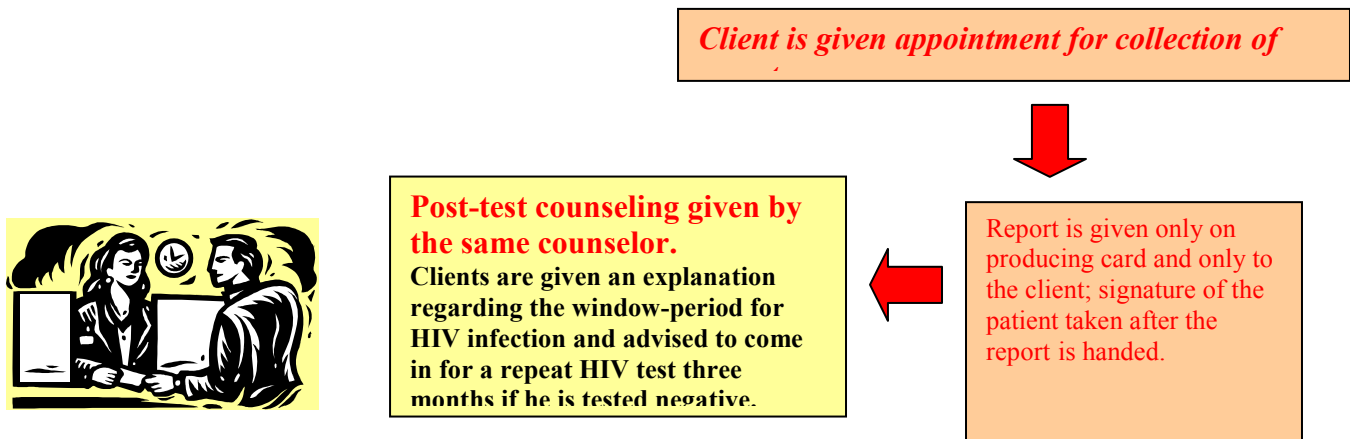 Client is given appointment for collection of
Report is given only on
producing card and only to
the client; signature of the
patient taken after the
report is handed.
Post-test counseling given by
the same counselor.
Clients are given an explanation
regarding the window-period for
HIV infection and advised to come
in for a repeat HIV test three
months if he is tested negative.